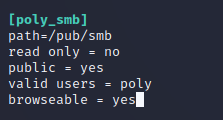 [poly_smb]
path=/pub/smb
read only = no
public = yes
valid users = poly
browseable = yes